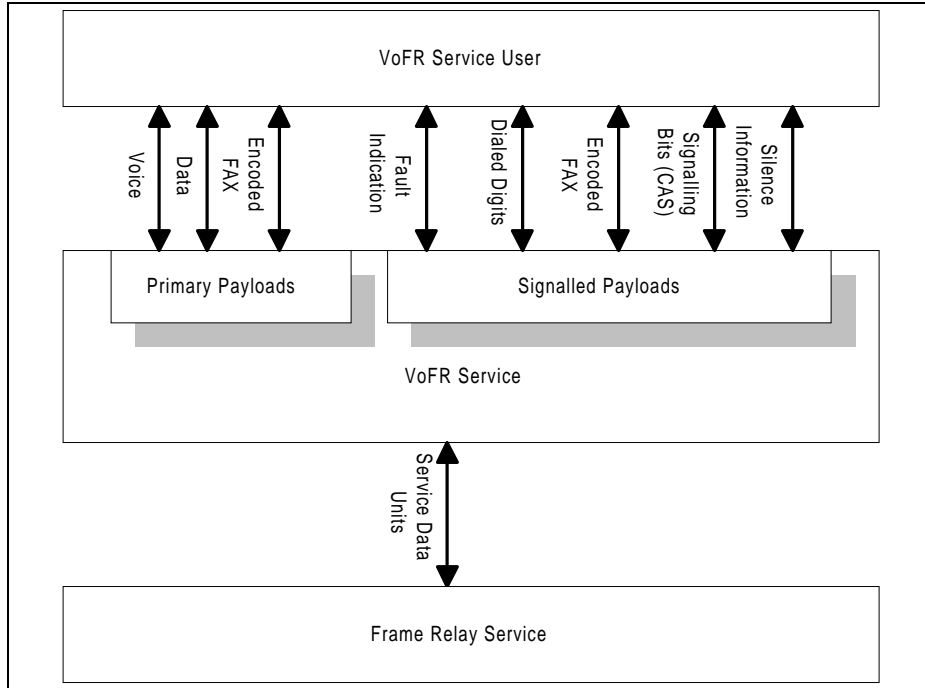 VoFR Service User
Voice
Data
Encoded
FAX
Fault
Indication
Dialed Digits
Encoded
FAX
Signalling
Bits (CAS)
Silence
Information
Primary Payloads
Signalled Payloads
VoFR Service
Service Data
Units
Frame Relay Service